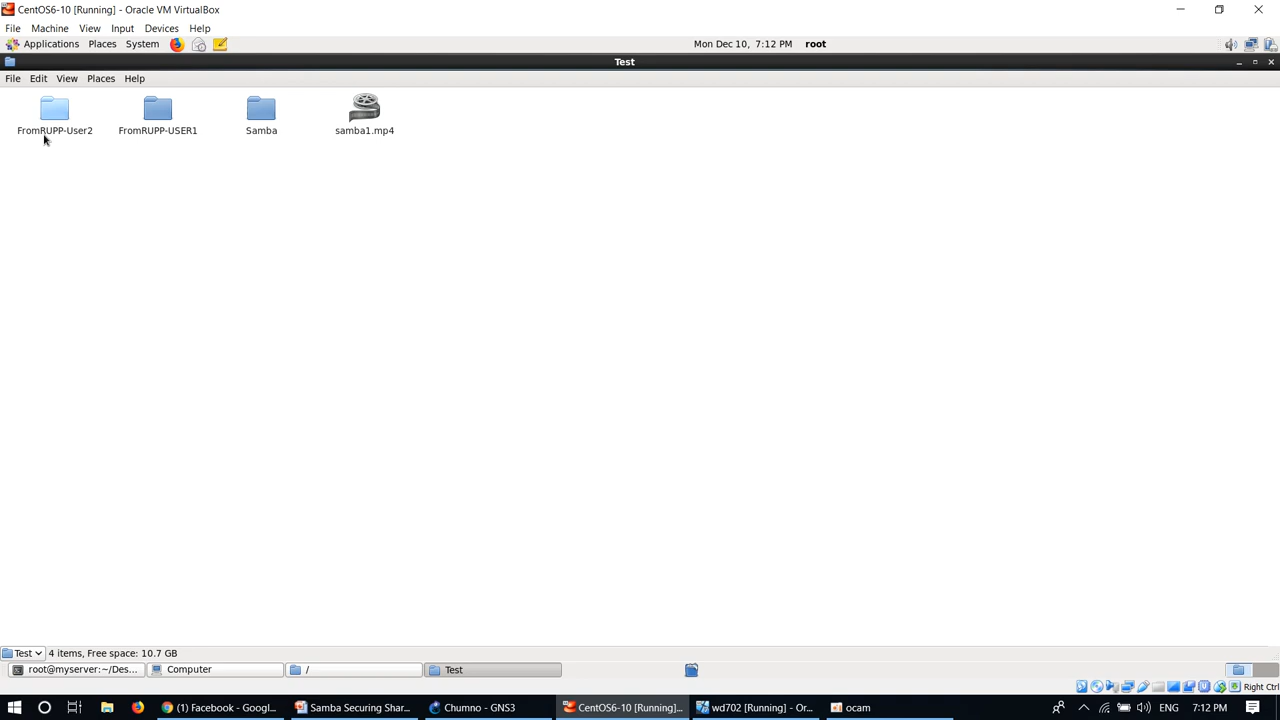 CentOS6-10 [Running] - Oracle VM VirtualBox
File Machine View Input Devices Help
Applications Places System Mon Dec 10, 7:12 PM root
Test
File Edit View Places Help
FromRUPP-User2 FromRUPP-USER1 Samba samba1.mp4
Test 4 items, Free space: 10.7 GB
root@myserver:~/Des... Computer / Test
Right Ctrl
(1) Facebook - Googl... Samba Securing Shar... Chumno - GNS3 CentOS6-10 [Running]... wd702 [Running] - Or... ocam ENG 7:12 PM